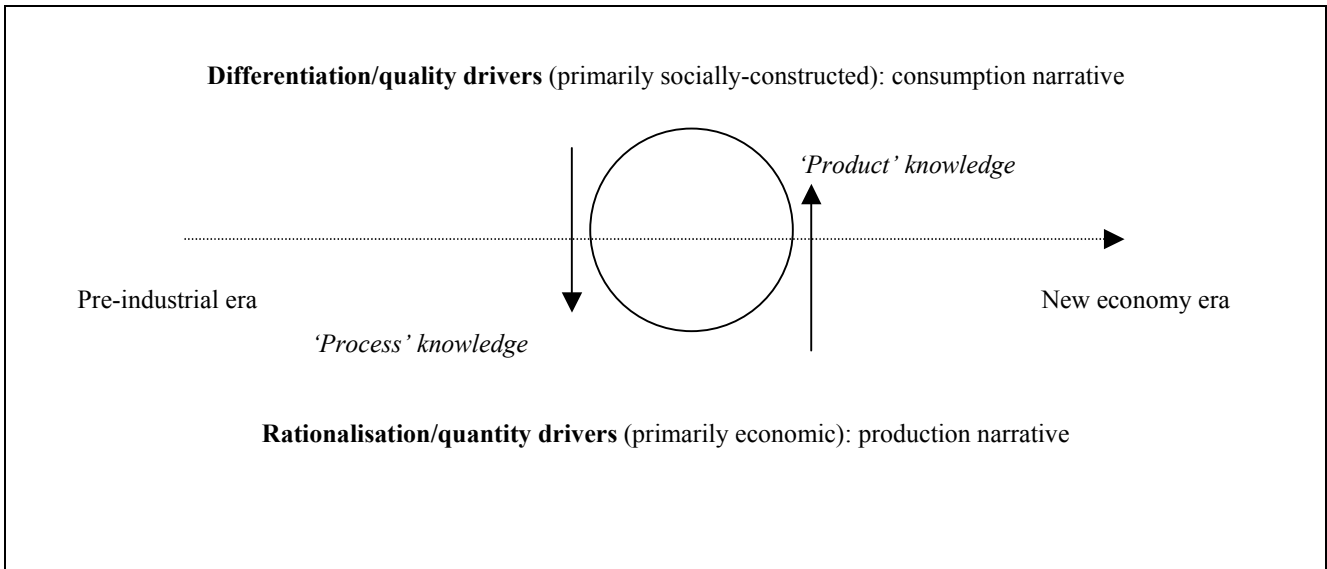 Differentiation/quality drivers (primarily socially-constructed): consumption narrative
‘Product’ knowledge
Pre-industrial era
New economy era
‘Process’ knowledge
Rationalisation/quantity drivers (primarily economic): production narrative